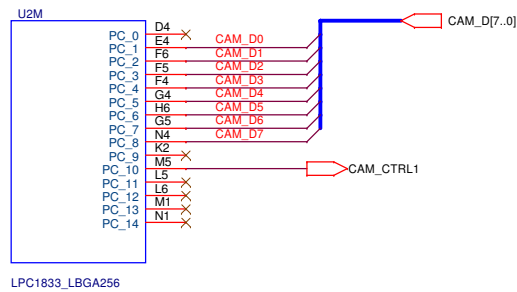 U2M
PC_0 D4
PC_1 E4 CAM_D0
PC_2 F6 CAM_D1
PC_3 F5 CAM_D2
PC_4 F4 CAM_D3
PC_5 G4 CAM_D4
PC_6 H6 CAM_D5
PC_7 G5 CAM_D6
PC_8 N4 CAM_D7
PC_9 K2
PC_10 M5 CAM_CTRL1
PC_11 L5
PC_12 L6
PC_13 M1
PC_14 N1
CAM_D[7..0]
LPC1833_LBGA256